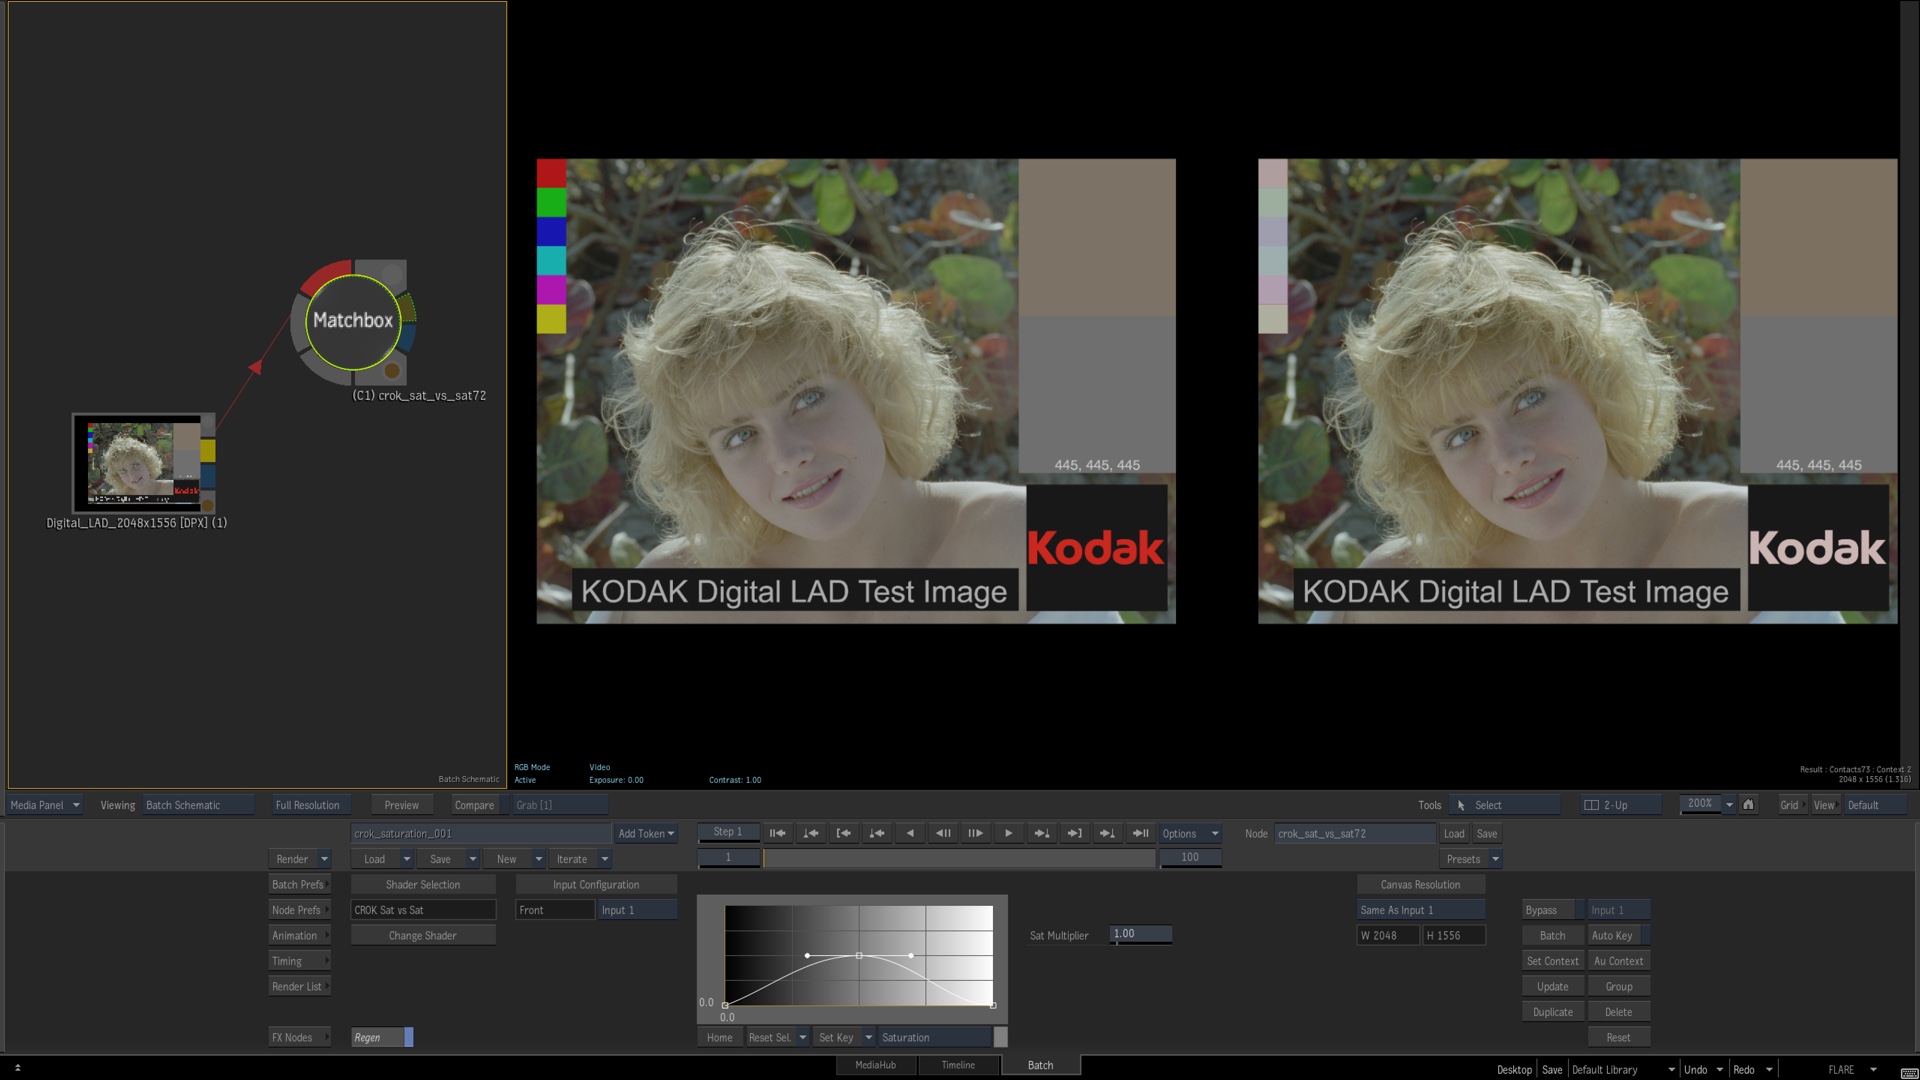 Matchbox
(C1) crok_sat_vs_sat72
Digital_LAD_2048x1556 [DPX] (1)
Batch Schematic
445, 445, 445
Kodak
KODAK Digital LAD Test Image
445, 445, 445
Kodak
KODAK Digital LAD Test Image
RGB Mode Video
Active Exposure: 0.00 Contrast: 1.00
Result : Contacts73 : Context 2
2048 x 1556 (1.316)
Media Panel Viewing Batch Schematic Full Resolution Preview Compare Grab [1] Tools Select 2-Up 200% Grid View Default
crok_saturation_001 Add Token Step 1 Options Node crok_sat_vs_sat72 Load Save
Render Load Save New Iterate 1 100 Presets
Batch Prefs Shader Selection Input Configuration Canvas Resolution
Node Prefs CROK Sat vs Sat Front Input 1 Same As Input 1 Bypass Input 1
Animation Change Shader Sat Multiplier 1.00 W 2048 H 1556 Batch Auto Key
Timing Set Context Au Context
Render List Update Group
0.0
0.0
Duplicate Delete
FX Nodes Regen Home Reset Sel. Set Key Saturation Reset
MediaHub Timeline Batch
Desktop Save Default Library Undo Redo FLARE